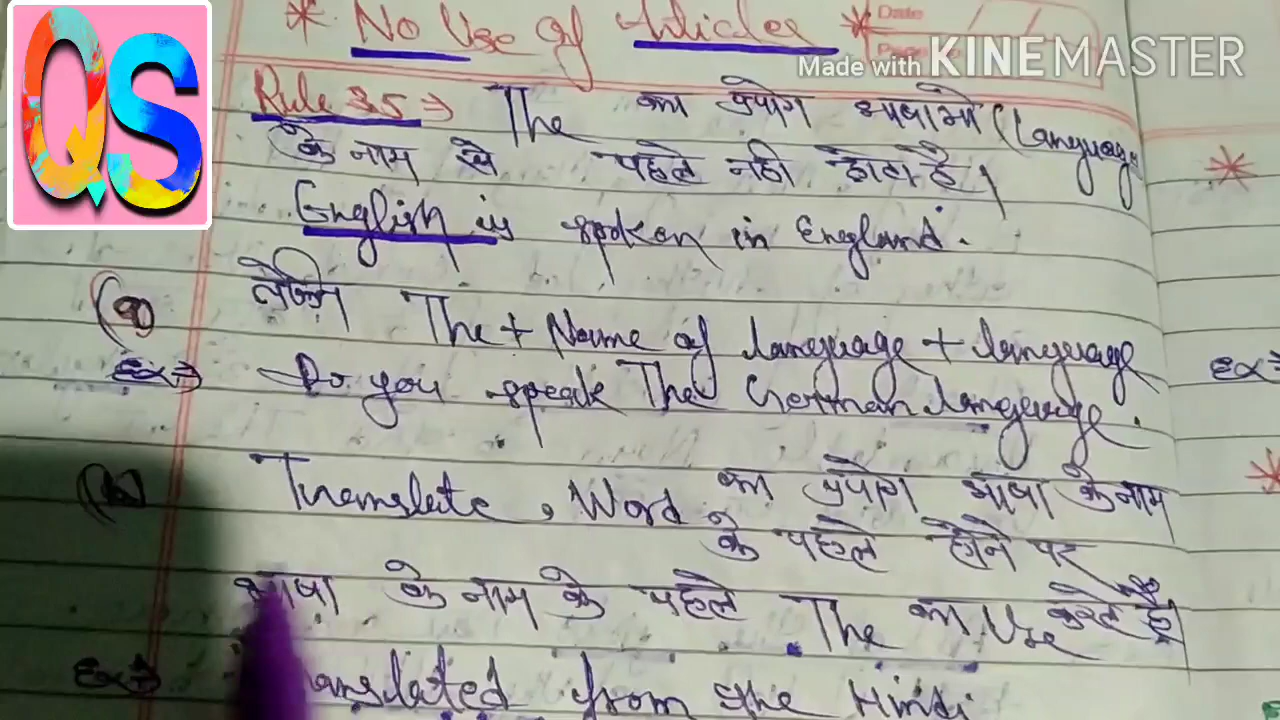 QS
* No Use of Articles *
Date
Made with KINEMASTER
Rule 35 ⇒ The का प्रयोग भाषाओ (Language
के नाम से पहले नही होता है।
English is spoken in England.
(a) लेकिन The + Name of language + language
Ex ⇒ Do you speak The German language.
(b) Translate, Word का प्रयोग भाषा के नाम
के पहले होने पर
भाषा के नाम के पहले The का Use करते है।
Ex ⇒ Translated from the Hindi
Ex ⇒